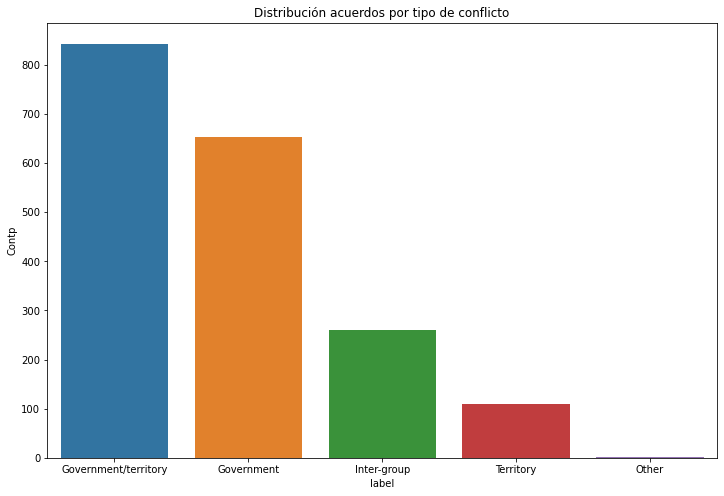 Distribución acuerdos por tipo de conflicto
800
700
600
500
400
300
200
100
0
Contp
Government/territory Government Inter-group Territory Other
label